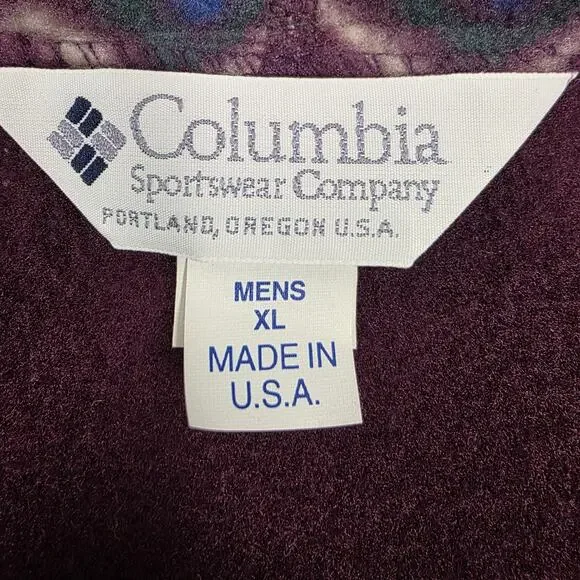 Columbia
Sportswear Company
PORTLAND, OREGON U.S.A.
MENS
XL
MADE IN
U.S.A.